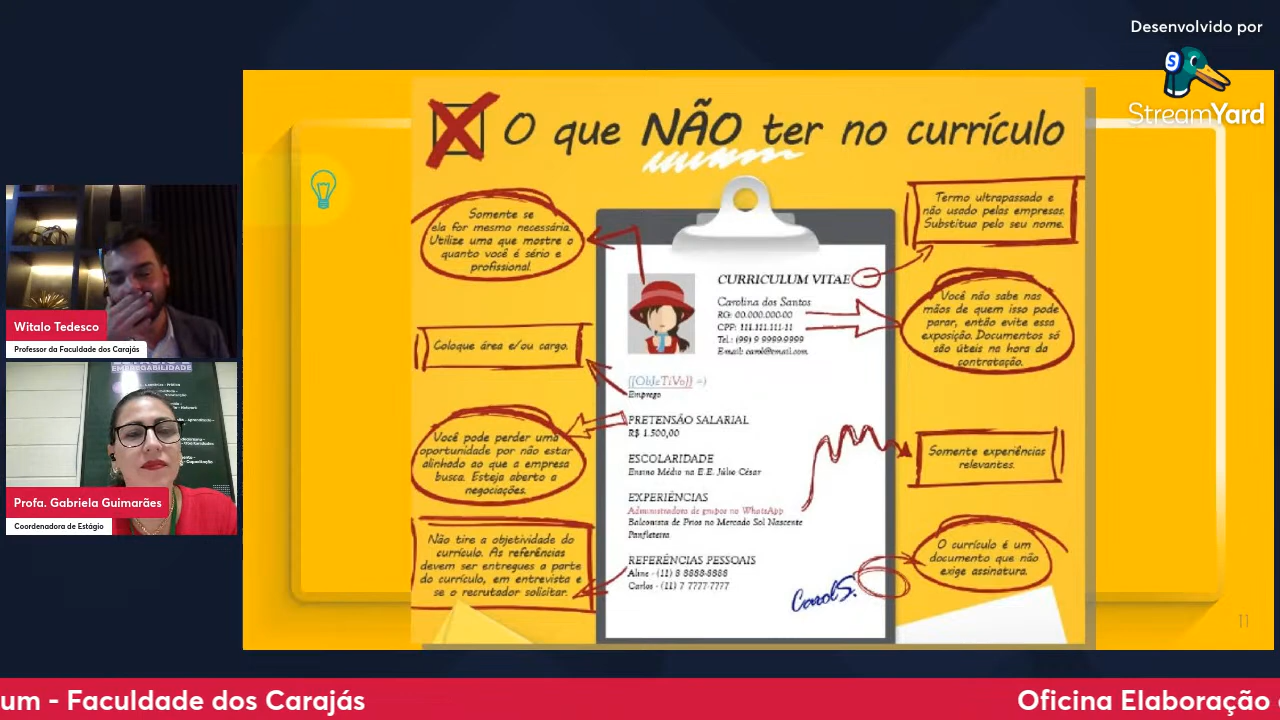 Desenvolvido por
StreamYard
O que NÃO ter no currículo
Somente se
ela for mesmo necessária.
Utilize uma que mostre o
quanto você é sério e
profissional.
Coloque área e/ou cargo.
Você pode perder uma
oportunidade por não estar
alinhado ao que a empresa
busca. Esteja aberto a
negociações.
Não tire a objetividade do
currículo. As referências
devem ser entregues a parte
do currículo, em entrevista e
se o recrutador solicitar.
CURRICULUM VITAE
Carolina dos Santos
RG: 00.000.000-00
CPF: 111.111.111-11
Tel.: (99) 9 9999-9999
E-mail: carol@email.com
{[ObJeTiVo]} =)
Emprego
PRETENSÃO SALARIAL
R$ 1.500,00
ESCOLARIDADE
Ensino Médio na E.E. Júlio César
EXPERIÊNCIAS
Administradora de grupos no WhatsApp
Balconista de Frios no Mercado Sol Nascente
Panfleteira
REFERÊNCIAS PESSOAIS
Aline - (11) 8 8888-8888
Carlos - (11) 7 7777-7777
Carol S.
Termo ultrapassado e
não usado pelas empresas.
Substitua pelo seu nome.
Você não sabe nas
mãos de quem isso pode
parar, então evite essa
exposição. Documentos só
são úteis na hora da
contratação.
Somente experiências
relevantes.
O currículo é um
documento que não
exige assinatura.
11
Witalo Tedesco
Professor da Faculdade dos Carajás
EMPREGABILIDADE
Profa. Gabriela Guimarães
Coordenadora de Estágio
um - Faculdade dos Carajás
Oficina Elaboração